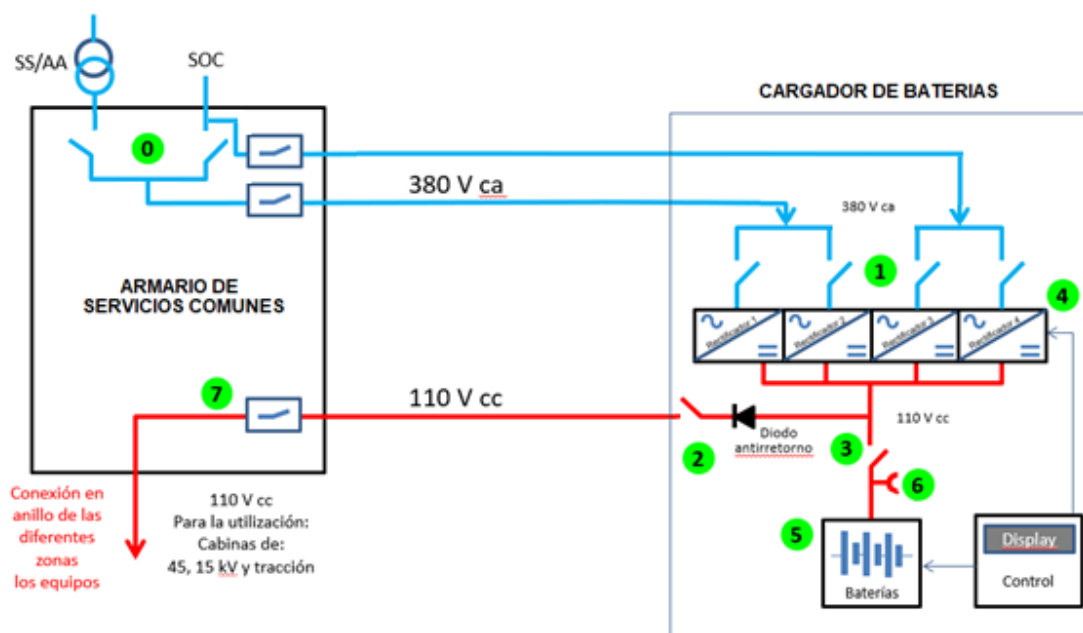 SS/AA
SOC
CARGADOR DE BATERIAS
0
380 V ca
380 V ca
1
ARMARIO DE
SERVICIOS COMUNES
4
Rectificador 1
Rectificador 2
Rectificador 3
Rectificador 4
7
110 V cc
110 V cc
Diodo
antirretorno
2
3
6
Conexión en
anillo de las
diferentes
zonas
los equipos
110 V cc
Para la utilización:
Cabinas de:
45, 15 kV y tracción
5
Baterías
Display
Control